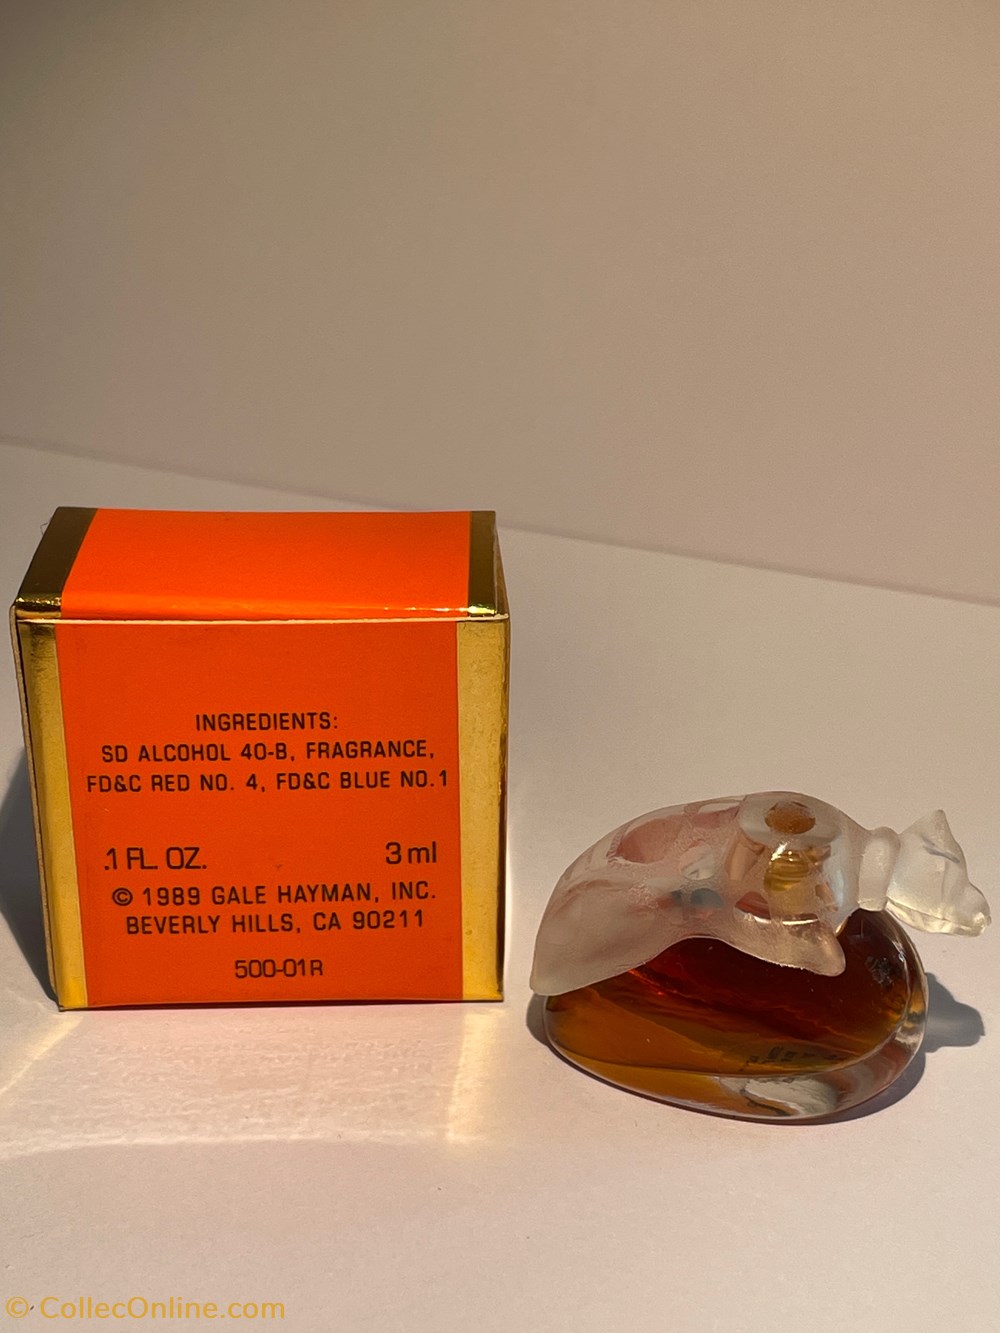 INGREDIENTS:
SD ALCOHOL 40-B, FRAGRANCE,
FD&C RED NO. 4, FD&C BLUE NO.1
.1 FL. OZ. 3 ml
© 1989 GALE HAYMAN, INC.
BEVERLY HILLS, CA 90211
500-01R
© CollecOnline.com